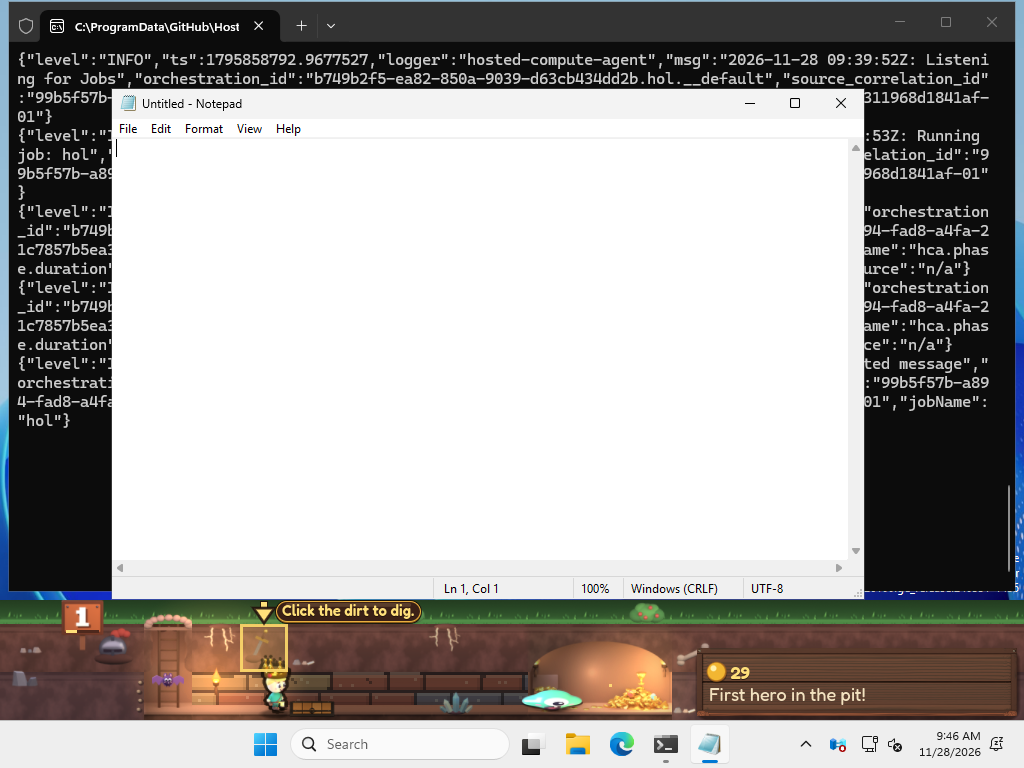 C:\ProgramData\GitHub\Host
{"level":"INFO","ts":1795858792.9677527,"logger":"hosted-compute-agent","msg":"2026-11-28 09:39:52Z: Listeni
ng for Jobs","orchestration_id":"b749b2f5-ea82-850a-9039-d63cb434dd2b.hol.__default","source_correlation_id"
:"99b5f57b- 311968d1841af-
01"}
{"level":"I :53Z: Running
job: hol"," elation_id":"9
9b5f57b-a89 968d1841af-01"
}
{"level":"I "orchestration
_id":"b749b 94-fad8-a4fa-2
1c7857b5ea3 ame":"hca.phas
e.duration" urce":"n/a"}
{"level":"I "orchestration
_id":"b749b 94-fad8-a4fa-2
1c7857b5ea3 ame":"hca.phas
e.duration" ce":"n/a"}
{"level":"I ted message","
orchestrati :"99b5f57b-a89
4-fad8-a4fa 01","jobName":
"hol"}
Untitled - Notepad
File Edit Format View Help
Ln 1, Col 1 100% Windows (CRLF) UTF-8
1
Click the dirt to dig.
29
First hero in the pit!
Search
9:46 AM
11/28/2026